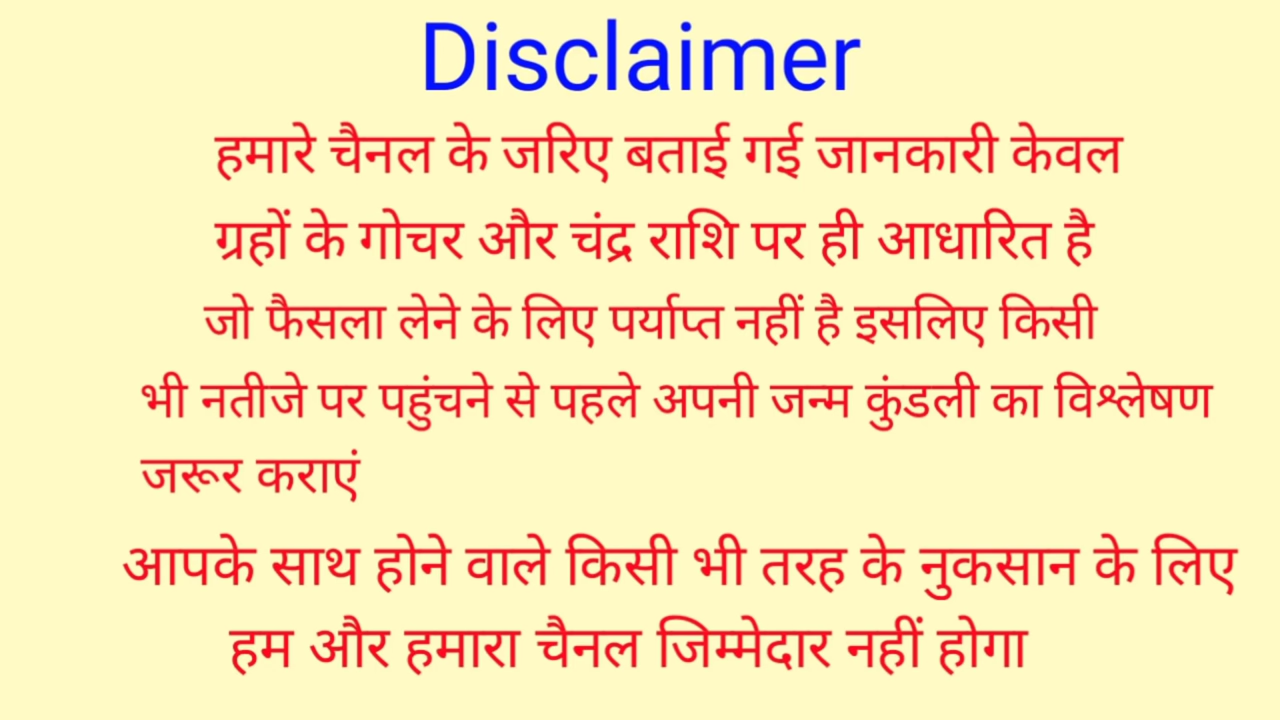 Disclaimer
हमारे चैनल के जरिए बताई गई जानकारी केवल
ग्रहों के गोचर और चंद्र राशि पर ही आधारित है
जो फैसला लेने के लिए पर्याप्त नहीं है इसलिए किसी
भी नतीजे पर पहुंचने से पहले अपनी जन्म कुंडली का विश्लेषण
जरूर कराएं
आपके साथ होने वाले किसी भी तरह के नुकसान के लिए
हम और हमारा चैनल जिम्मेदार नहीं होगा